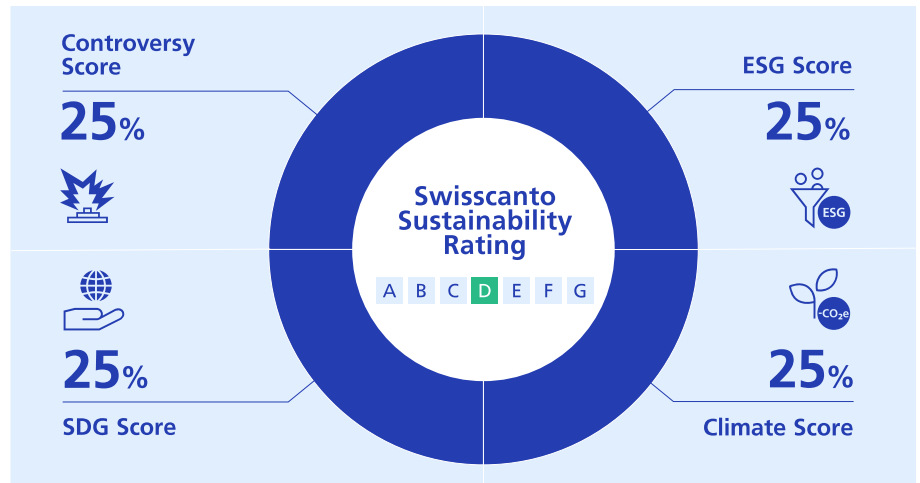 Controversy
Score
25%
ESG Score
25%
ESG
Swisscanto
Sustainability
Rating
A B C D E F G
25%
SDG Score
-CO₂e
25%
Climate Score